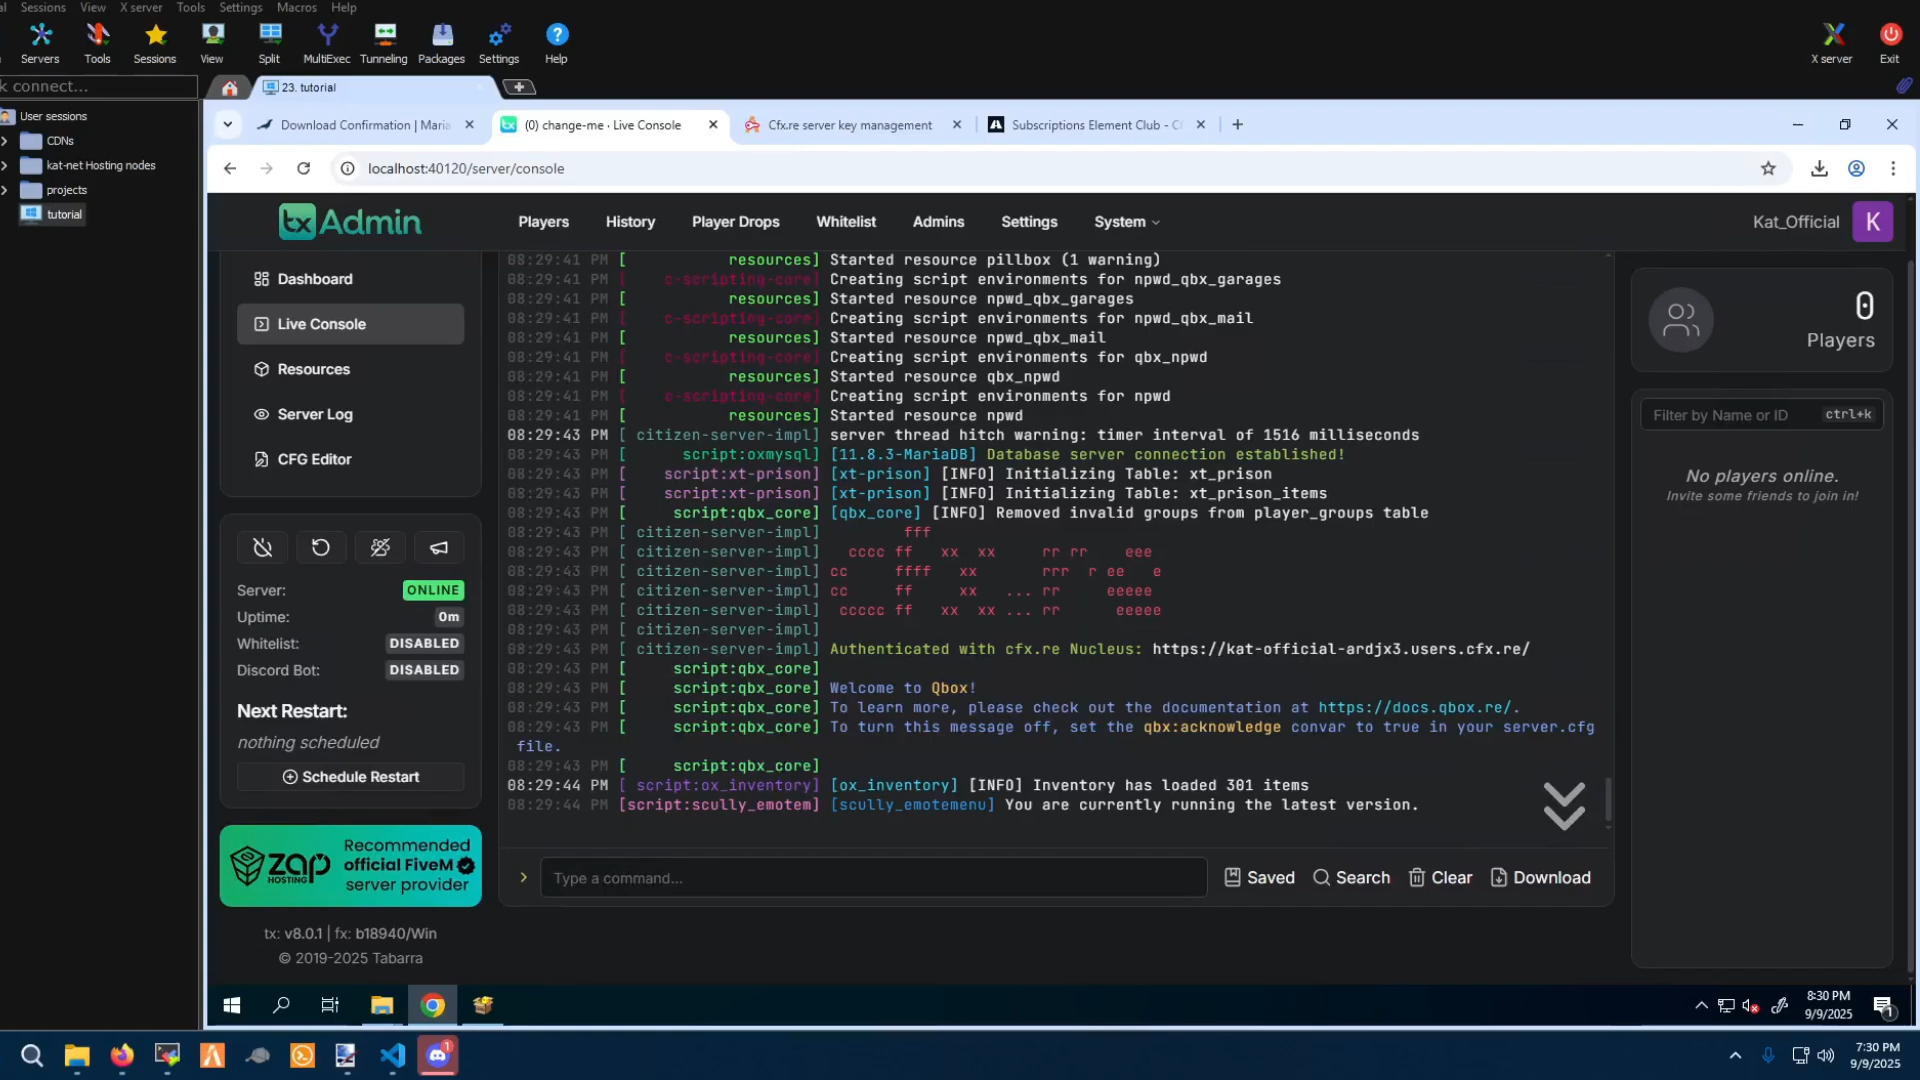 Sessions View X server Tools Settings Macros Help
Servers Tools Sessions View Split MultiExec Tunneling Packages Settings Help X server Exit
k connect...
23. tutorial
User sessions
CDNs
kat-net Hosting nodes
projects
tutorial
Download Confirmation | Maria
(0) change-me · Live Console
Cfx.re server key management
Subscriptions Element Club - Cf
localhost:40120/server/console
tx Admin
Players History Player Drops Whitelist Admins Settings System
Kat_Official K
Dashboard
Live Console
Resources
Server Log
CFG Editor
Server: ONLINE
Uptime: 0m
Whitelist: DISABLED
Discord Bot: DISABLED
Next Restart:
nothing scheduled
Schedule Restart
ZAP HOSTING
Recommended
official FiveM
server provider
tx: v8.0.1 | fx: b18940/Win
© 2019-2025 Tabarra
08:29:41 PM [ resources] Started resource pillbox (1 warning)
08:29:41 PM [ c-scripting-core] Creating script environments for npwd_qbx_garages
08:29:41 PM [ resources] Started resource npwd_qbx_garages
08:29:41 PM [ c-scripting-core] Creating script environments for npwd_qbx_mail
08:29:41 PM [ resources] Started resource npwd_qbx_mail
08:29:41 PM [ c-scripting-core] Creating script environments for qbx_npwd
08:29:41 PM [ resources] Started resource qbx_npwd
08:29:41 PM [ c-scripting-core] Creating script environments for npwd
08:29:41 PM [ resources] Started resource npwd
08:29:43 PM [ citizen-server-impl] server thread hitch warning: timer interval of 1516 milliseconds
08:29:43 PM [ script:oxmysql] [11.8.3-MariaDB] Database server connection established!
08:29:43 PM [ script:xt-prison] [xt-prison] [INFO] Initializing Table: xt_prison
08:29:43 PM [ script:xt-prison] [xt-prison] [INFO] Initializing Table: xt_prison_items
08:29:43 PM [ script:qbx_core] [qbx_core] [INFO] Removed invalid groups from player_groups table
08:29:43 PM [ citizen-server-impl] fff
08:29:43 PM [ citizen-server-impl] cccc ff xx xx rr rr eee
08:29:43 PM [ citizen-server-impl] cc ffff xx rrr r ee e
08:29:43 PM [ citizen-server-impl] cc ff xx ... rr eeeee
08:29:43 PM [ citizen-server-impl] ccccc ff xx xx ... rr eeeee
08:29:43 PM [ citizen-server-impl]
08:29:43 PM [ citizen-server-impl] Authenticated with cfx.re Nucleus: https://kat-official-ardjx3.users.cfx.re/
08:29:43 PM [ script:qbx_core]
08:29:43 PM [ script:qbx_core] Welcome to Qbox!
08:29:43 PM [ script:qbx_core] To learn more, please check out the documentation at https://docs.qbox.re/.
08:29:43 PM [ script:qbx_core] To turn this message off, set the qbx:acknowledge convar to true in your server.cfg
file.
08:29:43 PM [ script:qbx_core]
08:29:44 PM [ script:ox_inventory] [ox_inventory] [INFO] Inventory has loaded 301 items
08:29:44 PM [script:scully_emotem] [scully_emotemenu] You are currently running the latest version.
Type a command...
Saved Search Clear Download
0
Players
Filter by Name or ID ctrl+k
No players online.
Invite some friends to join in!
8:30 PM
9/9/2025
1
1
7:30 PM
9/9/2025